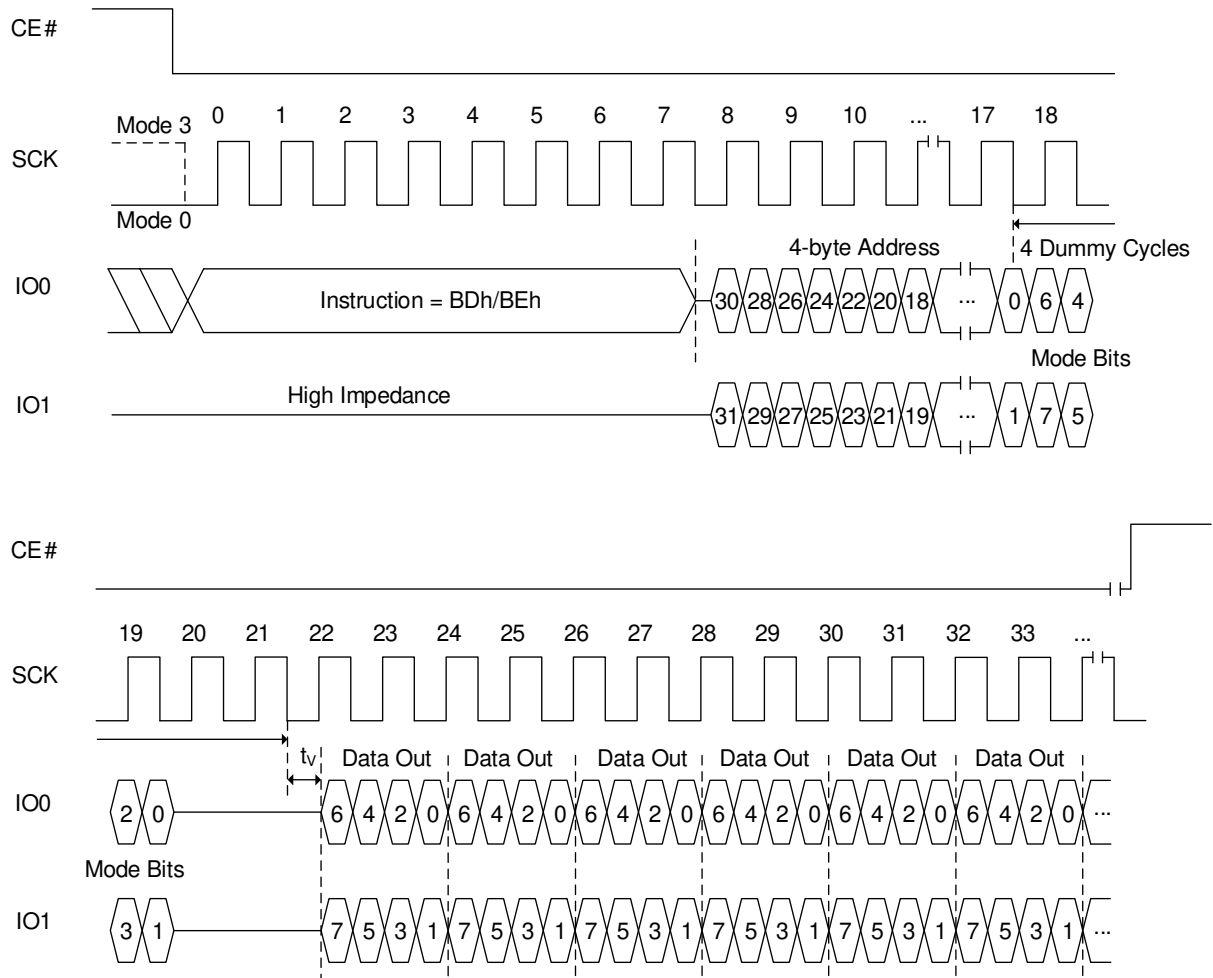 CE#
Mode 3
0 1 2 3 4 5 6 7 8 9 10 ... 17 18
SCK
Mode 0
4-byte Address
4 Dummy Cycles
IO0
Instruction = BDh/BEh
30 28 26 24 22 20 18 ... 0 6 4
Mode Bits
IO1
High Impedance
31 29 27 25 23 21 19 ... 1 7 5
CE#
19 20 21 22 23 24 25 26 27 28 29 30 31 32 33 ...
SCK
tV
Data Out Data Out Data Out Data Out Data Out Data Out
IO0
2 0 6 4 2 0 6 4 2 0 6 4 2 0 6 4 2 0 6 4 2 0 6 4 2 0 ...
Mode Bits
IO1
3 1 7 5 3 1 7 5 3 1 7 5 3 1 7 5 3 1 7 5 3 1 7 5 3 1 ...